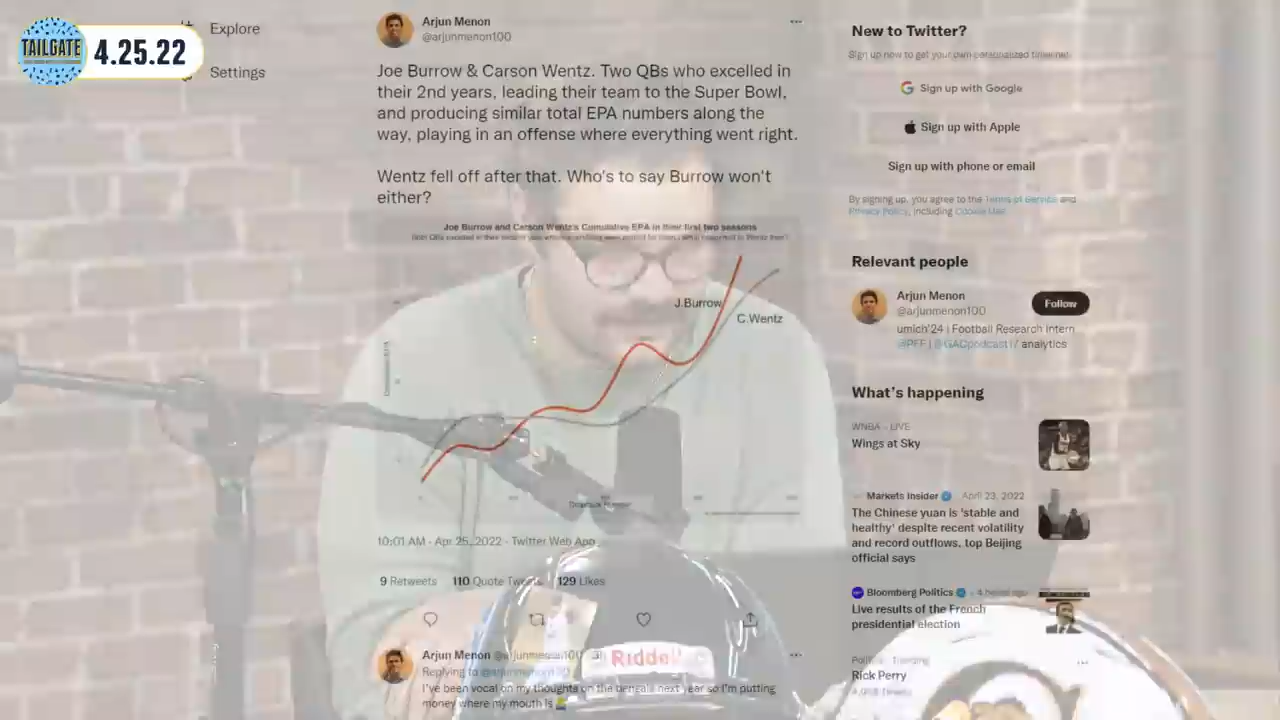 TAILGATE
4.25.22
Explore
Settings
Arjun Menon
@arjunmenon100
Joe Burrow & Carson Wentz. Two QBs who excelled in
their 2nd years, leading their team to the Super Bowl,
and producing similar total EPA numbers along the
way, playing in an offense where everything went right.
Wentz fell off after that. Who's to say Burrow won't
either?
Joe Burrow and Carson Wentz's Cumulative EPA in their first two seasons
J.Burrow
C.Wentz
10:01 AM · Apr 25, 2022 · Twitter Web App
9 Retweets 110 Quote Tweets 129 Likes
Arjun Menon @arjunmenon100
Replying to @arjunmenon100
I've been vocal on my thoughts on the bengals next year so I'm putting
money where my mouth is
Riddell
New to Twitter?
Sign up now to get your own personalized timeline!
Sign up with Google
Sign up with Apple
Sign up with phone or email
By signing up, you agree to the Terms of Service and
Privacy Policy, including Cookie Use.
Relevant people
Arjun Menon
@arjunmenon100
Follow
umich'24 | Football Research Intern
@PFF | @GACpodcast1 / analytics
What's happening
WNBA · LIVE
Wings at Sky
Markets Insider · April 23, 2022
The Chinese yuan is 'stable and
healthy' despite recent volatility
and record outflows, top Beijing
official says
Bloomberg Politics · 4 hours ago
Live results of the French
presidential election
Politics · Trending
Rick Perry